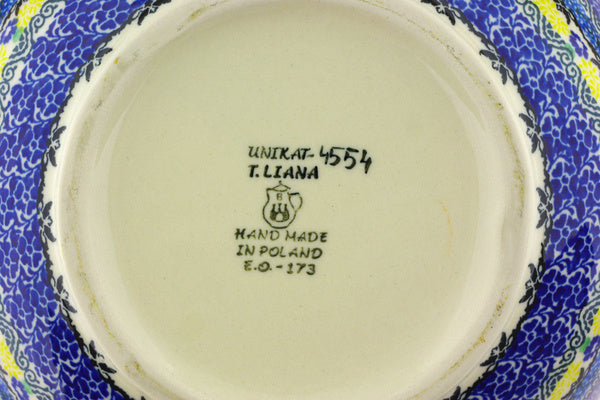 UNIKAT-4554
T. LIANA
HAND MADE
IN POLAND
E.O.-173